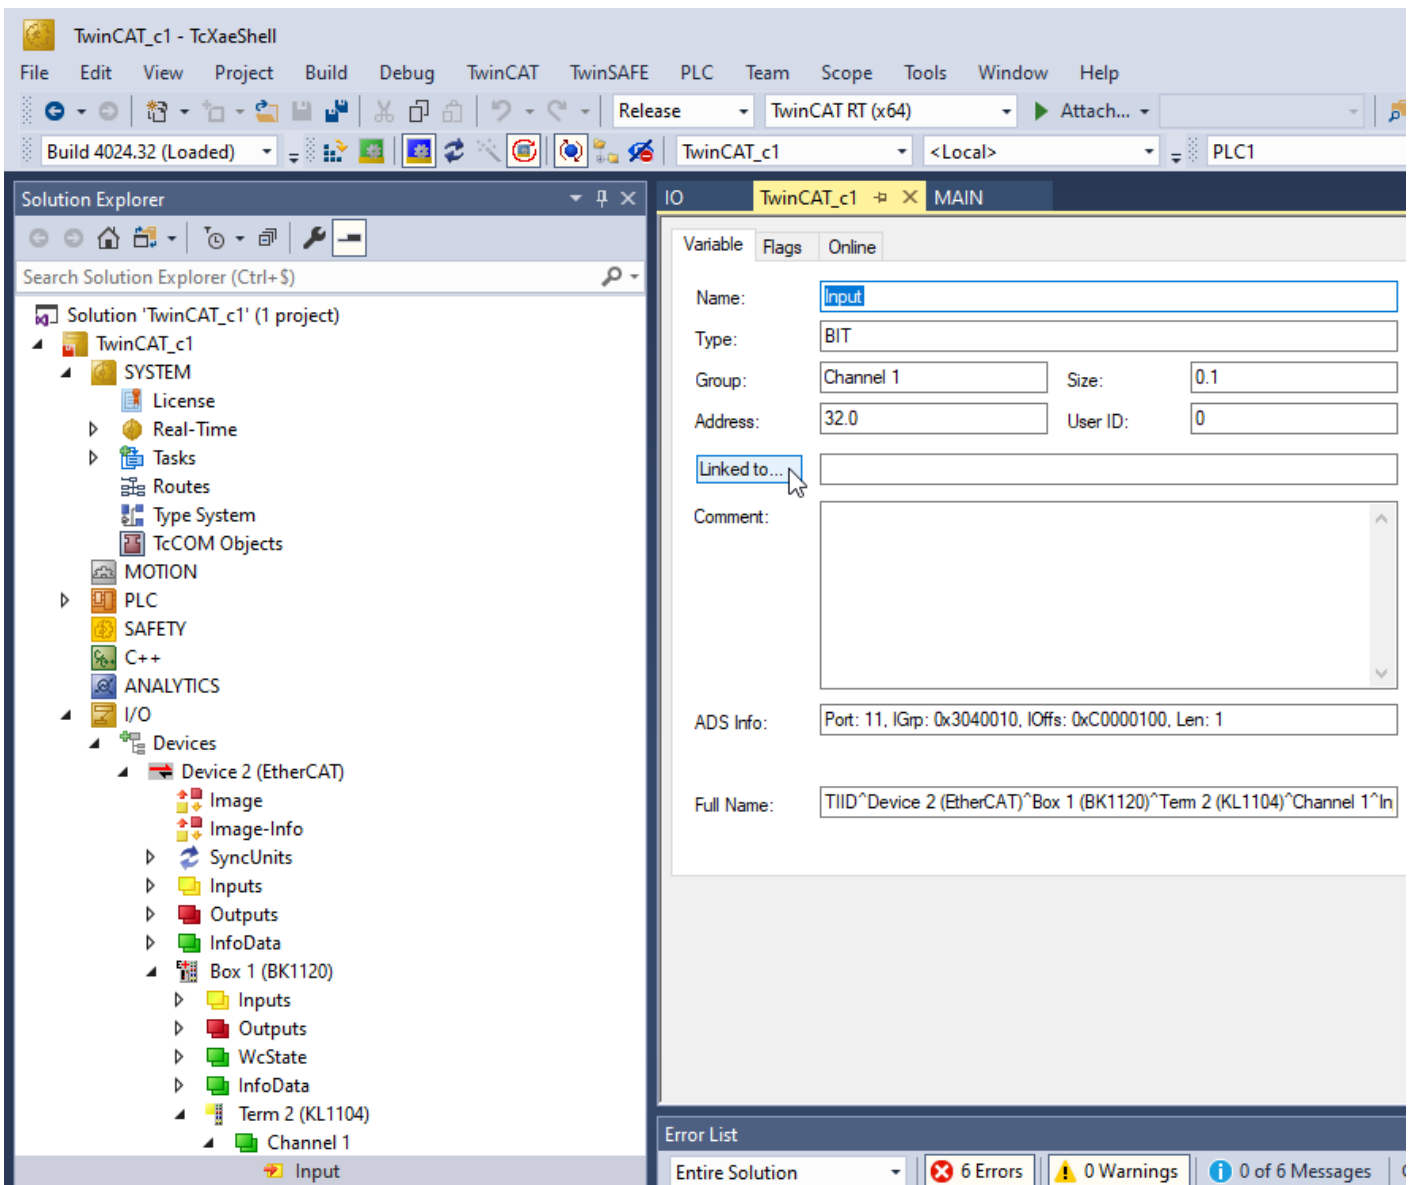 TwinCAT_c1 - TcXaeShell
File Edit View Project Build Debug TwinCAT TwinSAFE PLC Team Scope Tools Window Help
Release TwinCAT RT (x64) Attach...
Build 4024.32 (Loaded) TwinCAT_c1 <Local> PLC1
Solution Explorer
Search Solution Explorer (Ctrl+$)
Solution 'TwinCAT_c1' (1 project)
TwinCAT_c1
SYSTEM
License
Real-Time
Tasks
Routes
Type System
TcCOM Objects
MOTION
PLC
SAFETY
C++
ANALYTICS
I/O
Devices
Device 2 (EtherCAT)
Image
Image-Info
SyncUnits
Inputs
Outputs
InfoData
Box 1 (BK1120)
Inputs
Outputs
WcState
InfoData
Term 2 (KL1104)
Channel 1
Input
IO TwinCAT_c1 MAIN
Variable Flags Online
Name: Input
Type: BIT
Group: Channel 1 Size: 0.1
Address: 32.0 User ID: 0
Linked to...
Comment:
ADS Info: Port: 11, IGrp: 0x3040010, IOffs: 0xC0000100, Len: 1
Full Name: TIID^Device 2 (EtherCAT)^Box 1 (BK1120)^Term 2 (KL1104)^Channel 1^In
Error List
Entire Solution 6 Errors 0 Warnings 0 of 6 Messages